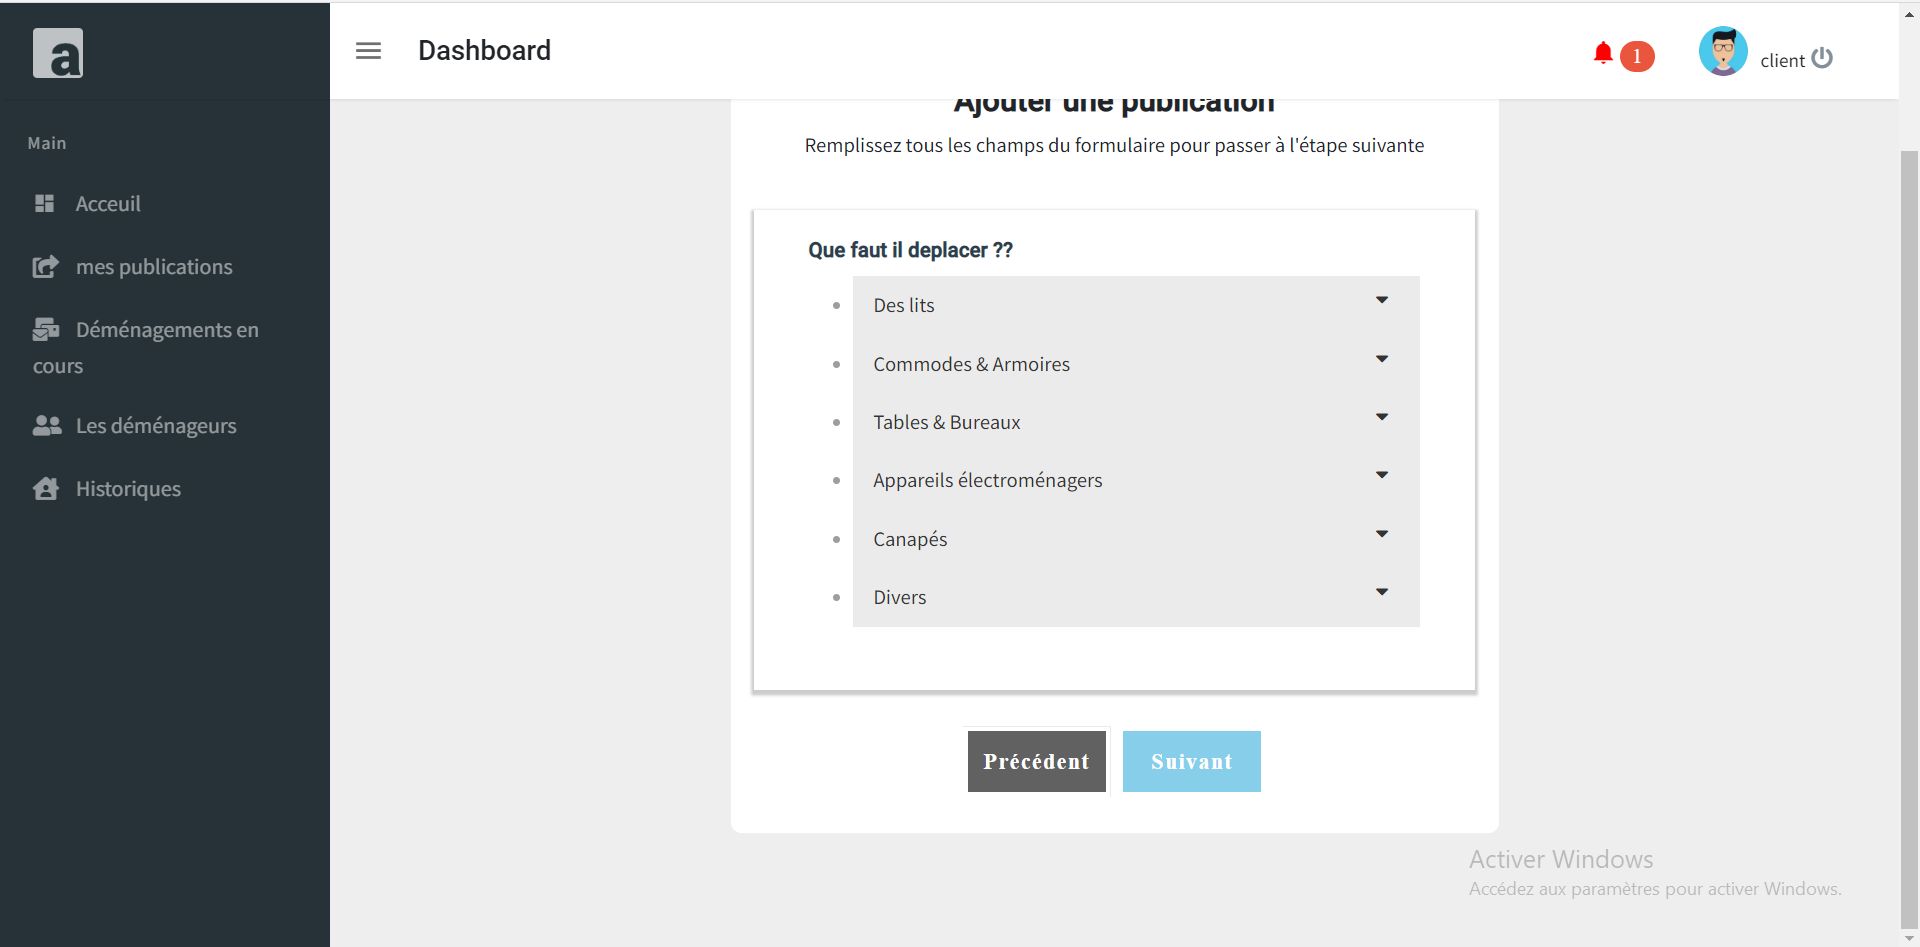 a
Dashboard
1
client
Main
Acceuil
mes publications
Déménagements en
cours
Les déménageurs
Historiques
Ajouter une publication
Remplissez tous les champs du formulaire pour passer à l'étape suivante
Que faut il deplacer ??
Des lits
Commodes & Armoires
Tables & Bureaux
Appareils électroménagers
Canapés
Divers
Précédent
Suivant
Activer Windows
Accédez aux paramètres pour activer Windows.